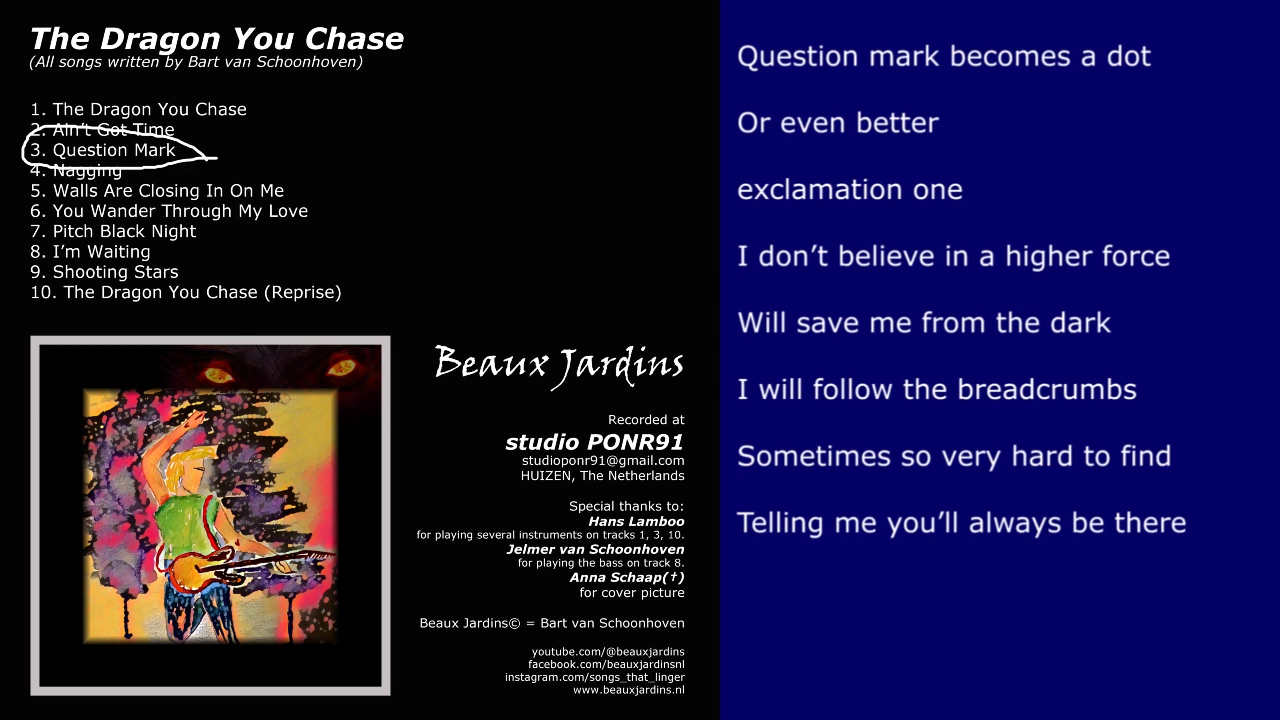 The Dragon You Chase
(All songs written by Bart van Schoonhoven)
1. The Dragon You Chase
2. Ain't Got Time
3. Question Mark
4. Nagging
5. Walls Are Closing In On Me
6. You Wander Through My Love
7. Pitch Black Night
8. I'm Waiting
9. Shooting Stars
10. The Dragon You Chase (Reprise)
Beaux Jardins
Recorded at
studio PONR91
studioponr91@gmail.com
HUIZEN, The Netherlands
Special thanks to:
Hans Lamboo
for playing several instruments on tracks 1, 3, 10.
Jelmer van Schoonhoven
for playing the bass on track 8.
Anna Schaap(†)
for cover picture
Beaux Jardins© = Bart van Schoonhoven
youtube.com/@beauxjardins
facebook.com/beauxjardinsnl
instagram.com/songs_that_linger
www.beauxjardins.nl
Question mark becomes a dot
Or even better
exclamation one
I don't believe in a higher force
Will save me from the dark
I will follow the breadcrumbs
Sometimes so very hard to find
Telling me you'll always be there